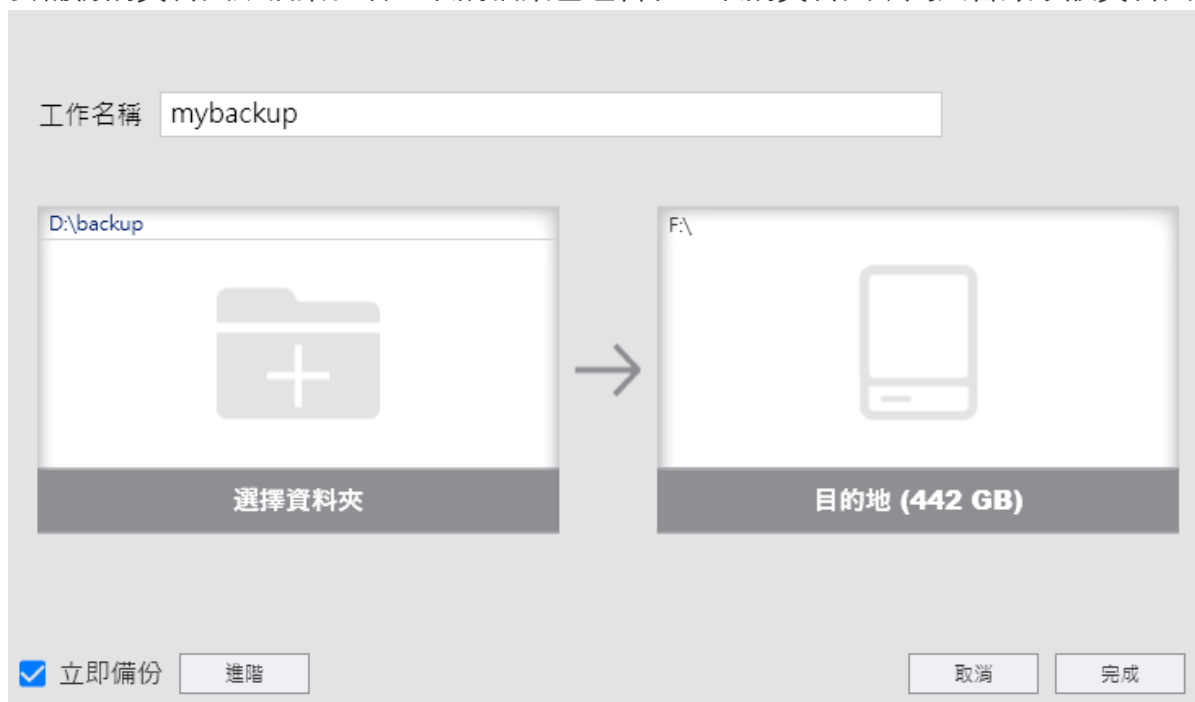 工作名稱 mybackup
D:\backup
F:\
選擇資料夾
目的地 (442 GB)
立即備份 進階 取消 完成